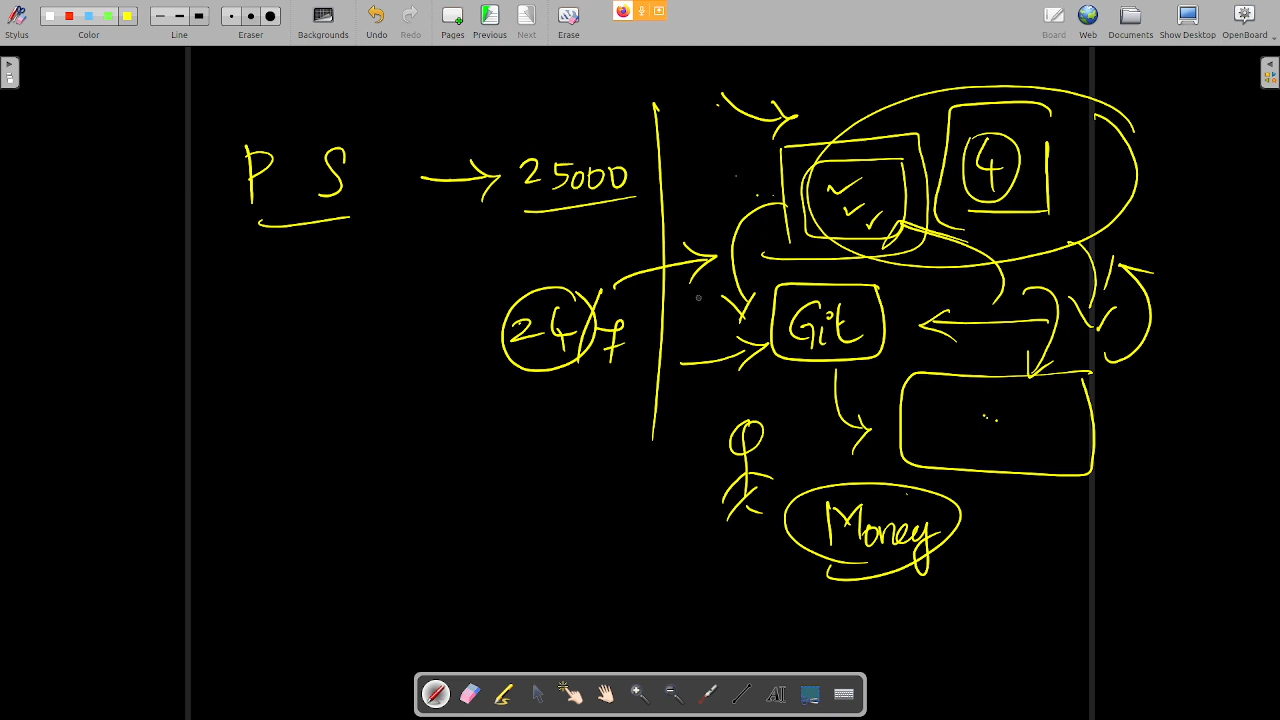 Stylus Color Line Eraser Backgrounds Undo Redo Pages Previous Next Erase Board Web Documents Show Desktop OpenBoard
P S → 25000
4
24/7
Git
Money
AI